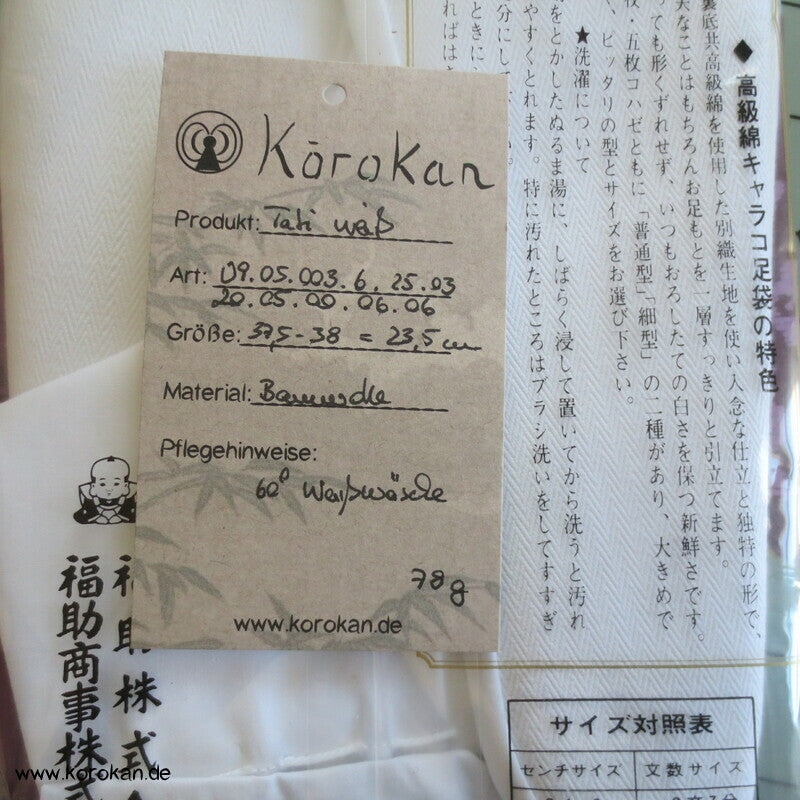 Kōrokan
Produkt: Tabi weiß
Art: 09.05.003.6.25.03
20.05.00.06.06
Größe: 37,5-38 = 23,5 cm
Material: Baumwolle
Pflegehinweise:
60° Weißwäsche
78g
www.korokan.de
◆高級綿キャラコ足袋の特色
裏底共高級綿を使用した別織生地を使い入念な仕立と独特の形で、
なことはもちろんお足もとを一層すっきりと引立てます。
っても形くずれせず、いつもおろしたての白さを保つ新鮮さです。
枚・五枚コハゼともに「普通型」「細型」の二種があり、大きめで
、ピッタリの型とサイズをお選び下さい。
★洗濯について
をとかしたぬるま湯に、しばらく浸して置いてから洗うと汚れ
やすくとれます。特に汚れたところはブラシ洗いをしてすすぎ
福助株式
福助商事株式
サイズ対照表
センチサイズ 文数サイズ
www.korokan.de